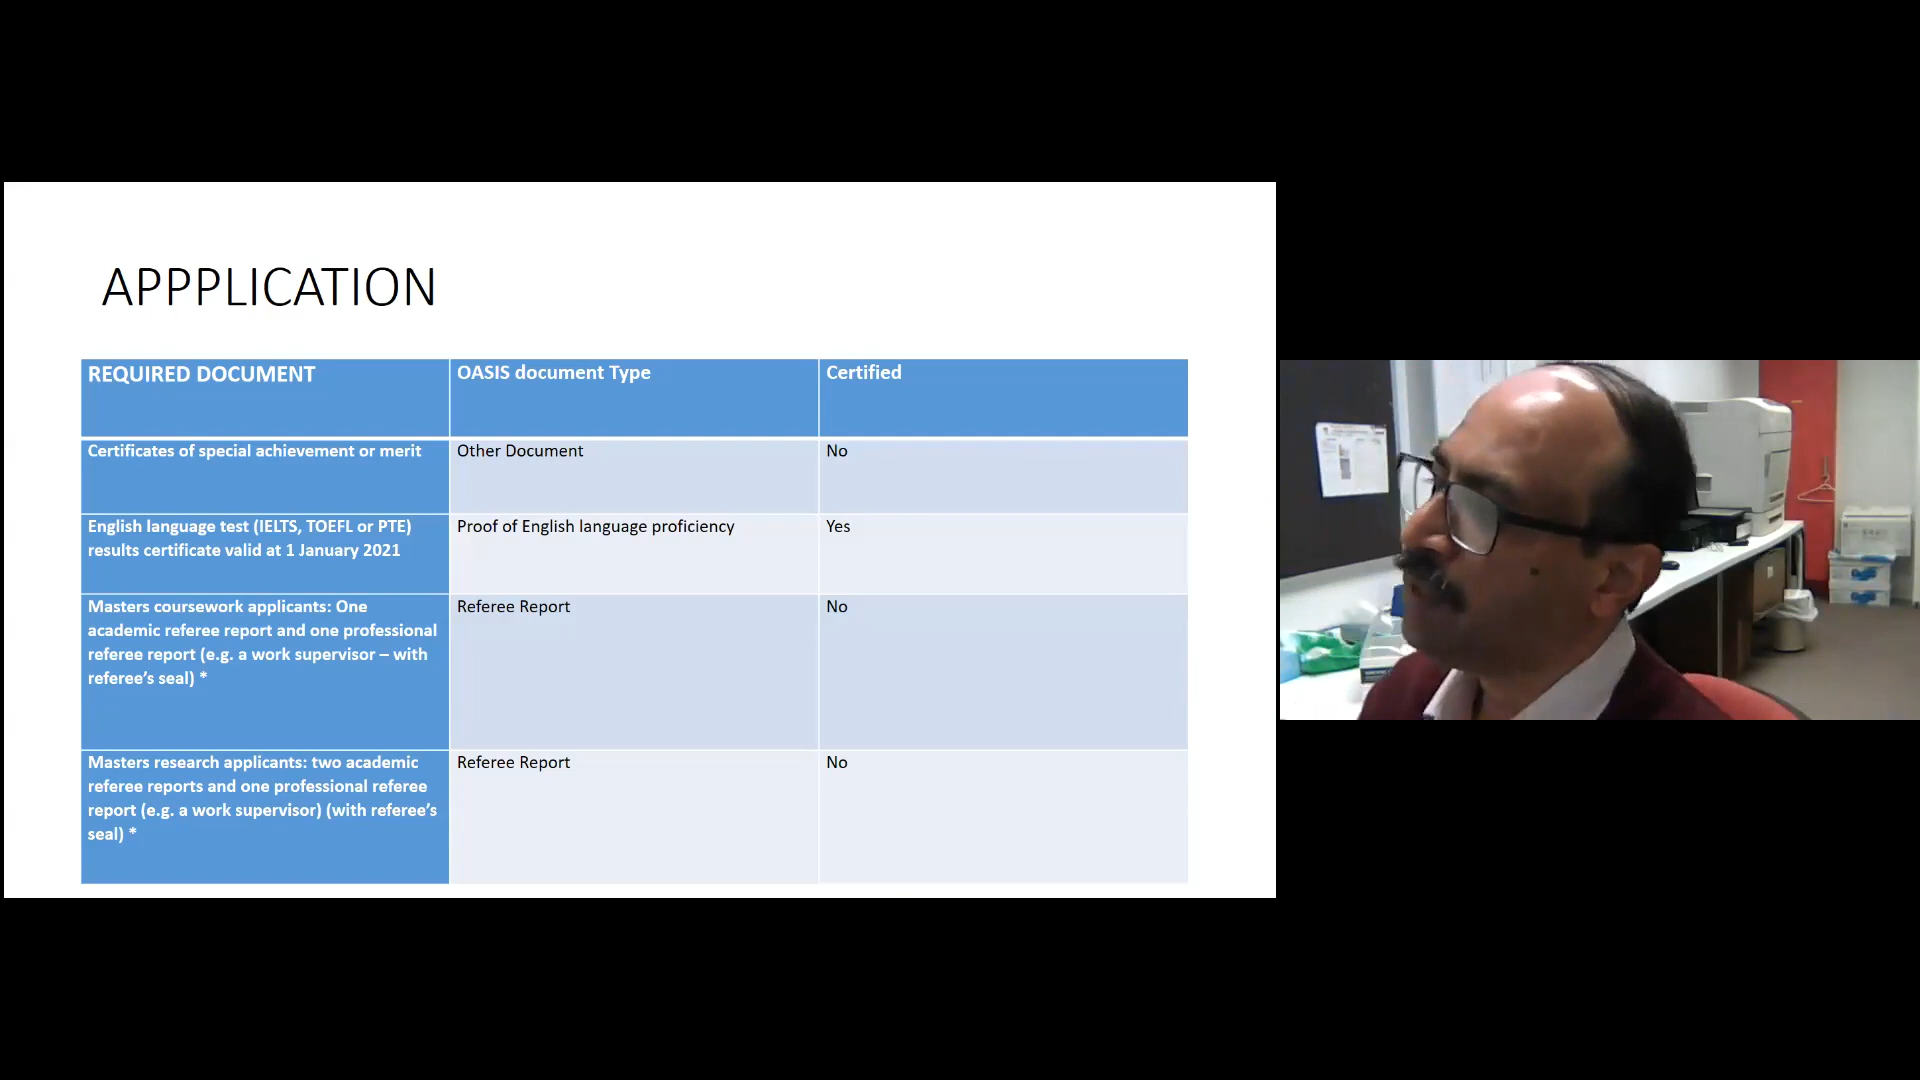 APPPLICATION
REQUIRED DOCUMENT
OASIS document Type
Certified
Certificates of special achievement or merit
Other Document
No
English language test (IELTS, TOEFL or PTE)
results certificate valid at 1 January 2021
Proof of English language proficiency
Yes
Masters coursework applicants: One
academic referee report and one professional
referee report (e.g. a work supervisor – with
referee’s seal) *
Referee Report
No
Masters research applicants: two academic
referee reports and one professional referee
report (e.g. a work supervisor) (with referee’s
seal) *
Referee Report
No